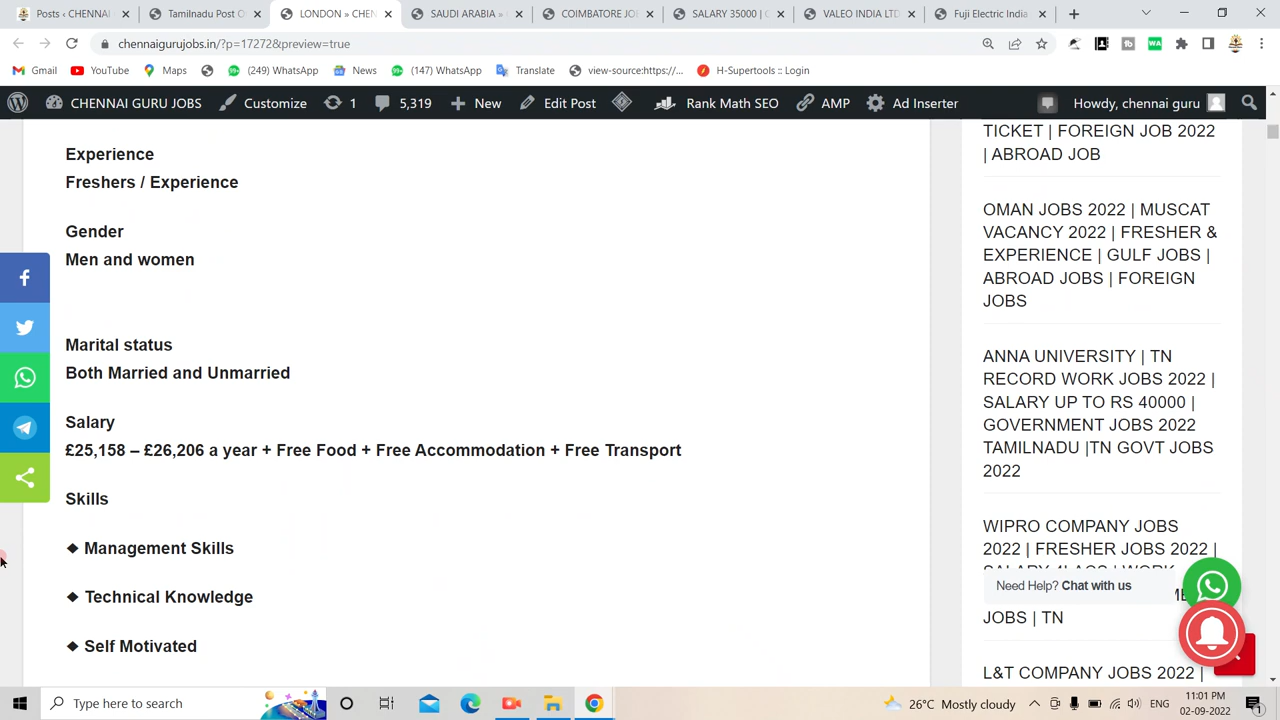 Posts ‹ CHENNAI
Tamilnadu Post O
LONDON » CHEN
SAUDI ARABIA »
COIMBATORE JO
SALARY 35000 |
VALEO INDIA LTD
Fuji Electric India
chennaigurujobs.in/?p=17272&preview=true
Gmail
YouTube
Maps
(249) WhatsApp
News
(147) WhatsApp
Translate
view-source:https://...
H-Supertools :: Login
CHENNAI GURU JOBS
Customize
1
5,319
New
Edit Post
Rank Math SEO
AMP
Ad Inserter
Howdy, chennai guru
Experience
Freshers / Experience
Gender
Men and women
Marital status
Both Married and Unmarried
Salary
£25,158 – £26,206 a year + Free Food + Free Accommodation + Free Transport
Skills
❖ Management Skills
❖ Technical Knowledge
❖ Self Motivated
TICKET | FOREIGN JOB 2022
| ABROAD JOB
OMAN JOBS 2022 | MUSCAT
VACANCY 2022 | FRESHER &
EXPERIENCE | GULF JOBS |
ABROAD JOBS | FOREIGN
JOBS
ANNA UNIVERSITY | TN
RECORD WORK JOBS 2022 |
SALARY UP TO RS 40000 |
GOVERNMENT JOBS 2022
TAMILNADU |TN GOVT JOBS
2022
WIPRO COMPANY JOBS
2022 | FRESHER JOBS 2022 |
Need Help? Chat with us
JOBS | TN
L&T COMPANY JOBS 2022 |
Type here to search
26°C Mostly cloudy
ENG
11:01 PM
02-09-2022
1